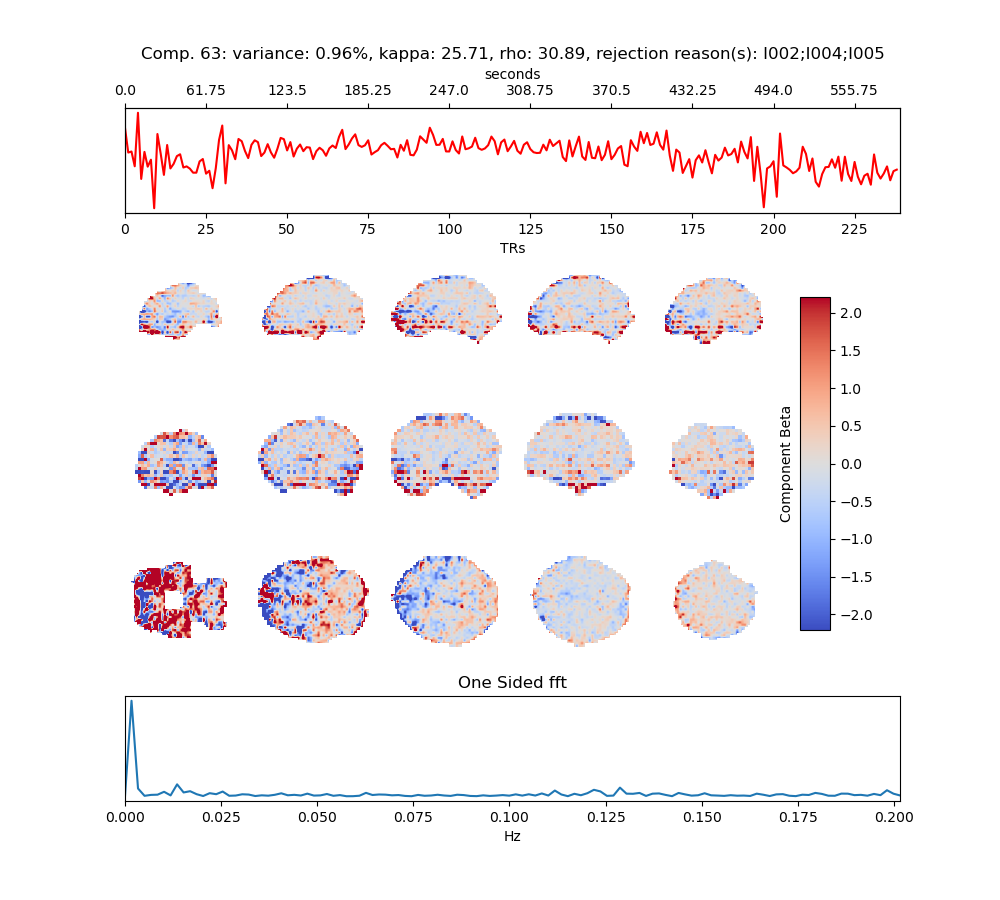 Comp. 63: variance: 0.96%, kappa: 25.71, rho: 30.89, rejection reason(s): I002;I004;I005
seconds
0.0 61.75 123.5 185.25 247.0 308.75 370.5 432.25 494.0 555.75
0 25 50 75 100 125 150 175 200 225
TRs
2.0
1.5
1.0
0.5
0.0
−0.5
−1.0
−1.5
−2.0
Component Beta
One Sided fft
0.000 0.025 0.050 0.075 0.100 0.125 0.150 0.175 0.200
Hz